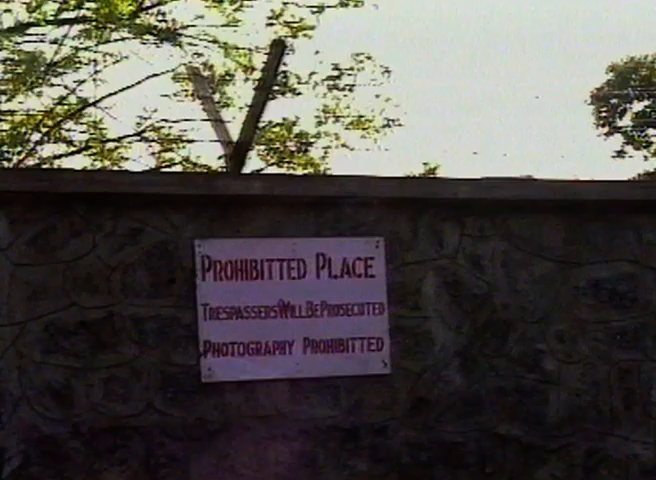 PROHIBITTED PLACE
TRESPASSERS WILL BE PROSECUTED
PHOTOGRAPHY PROHIBITTED